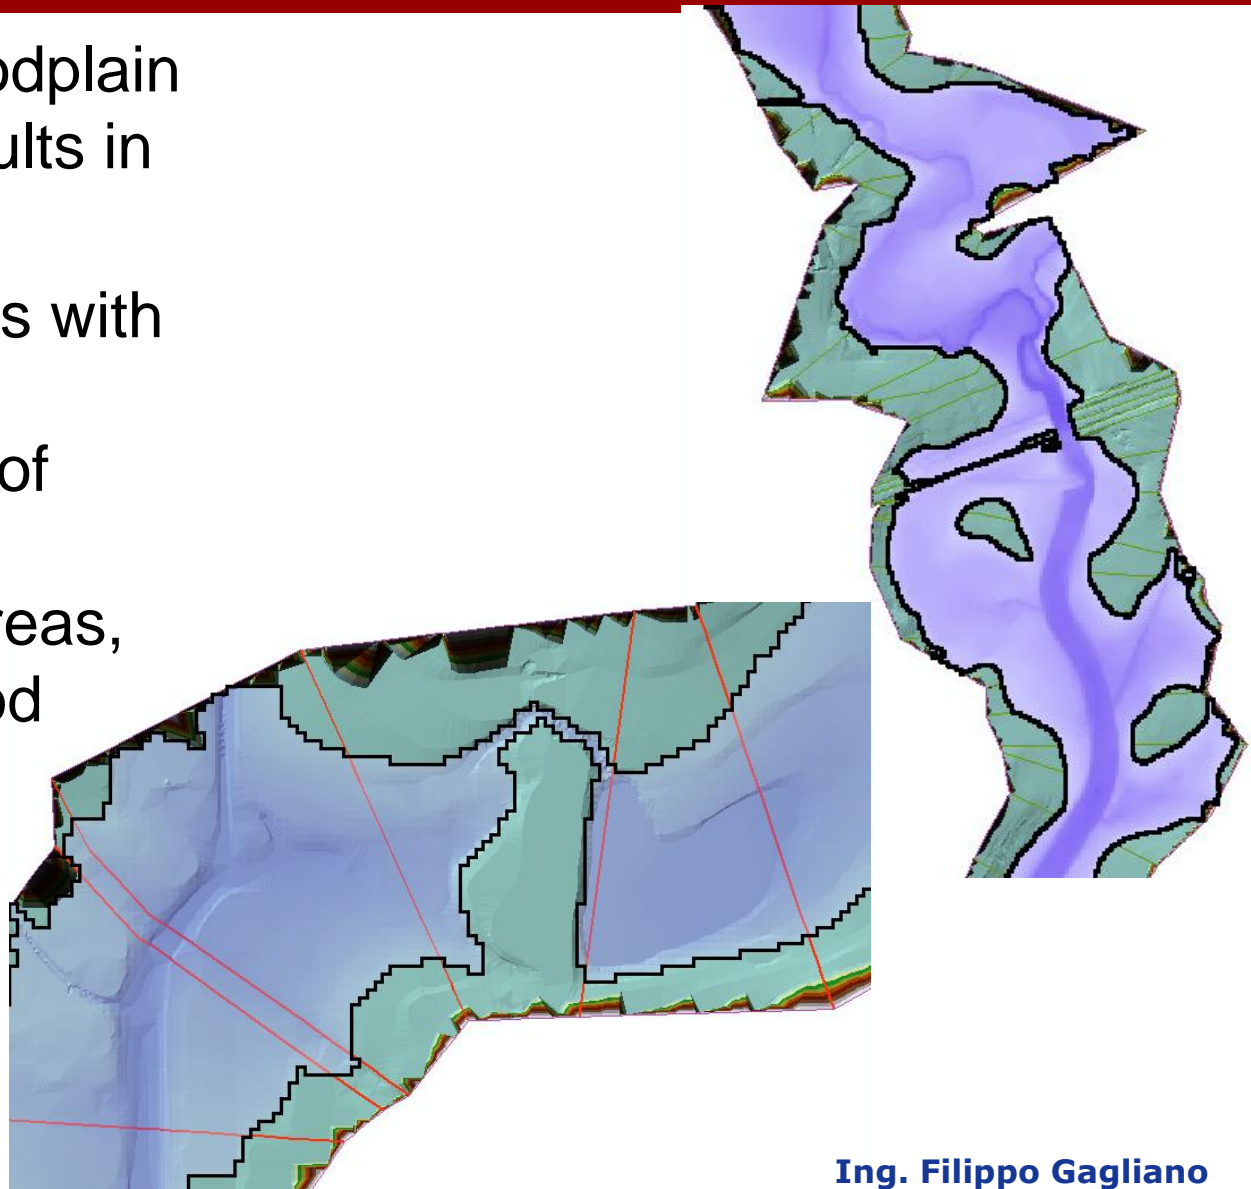 odplain
ults in
s with
of
reas,
od
Ing. Filippo Gagliano